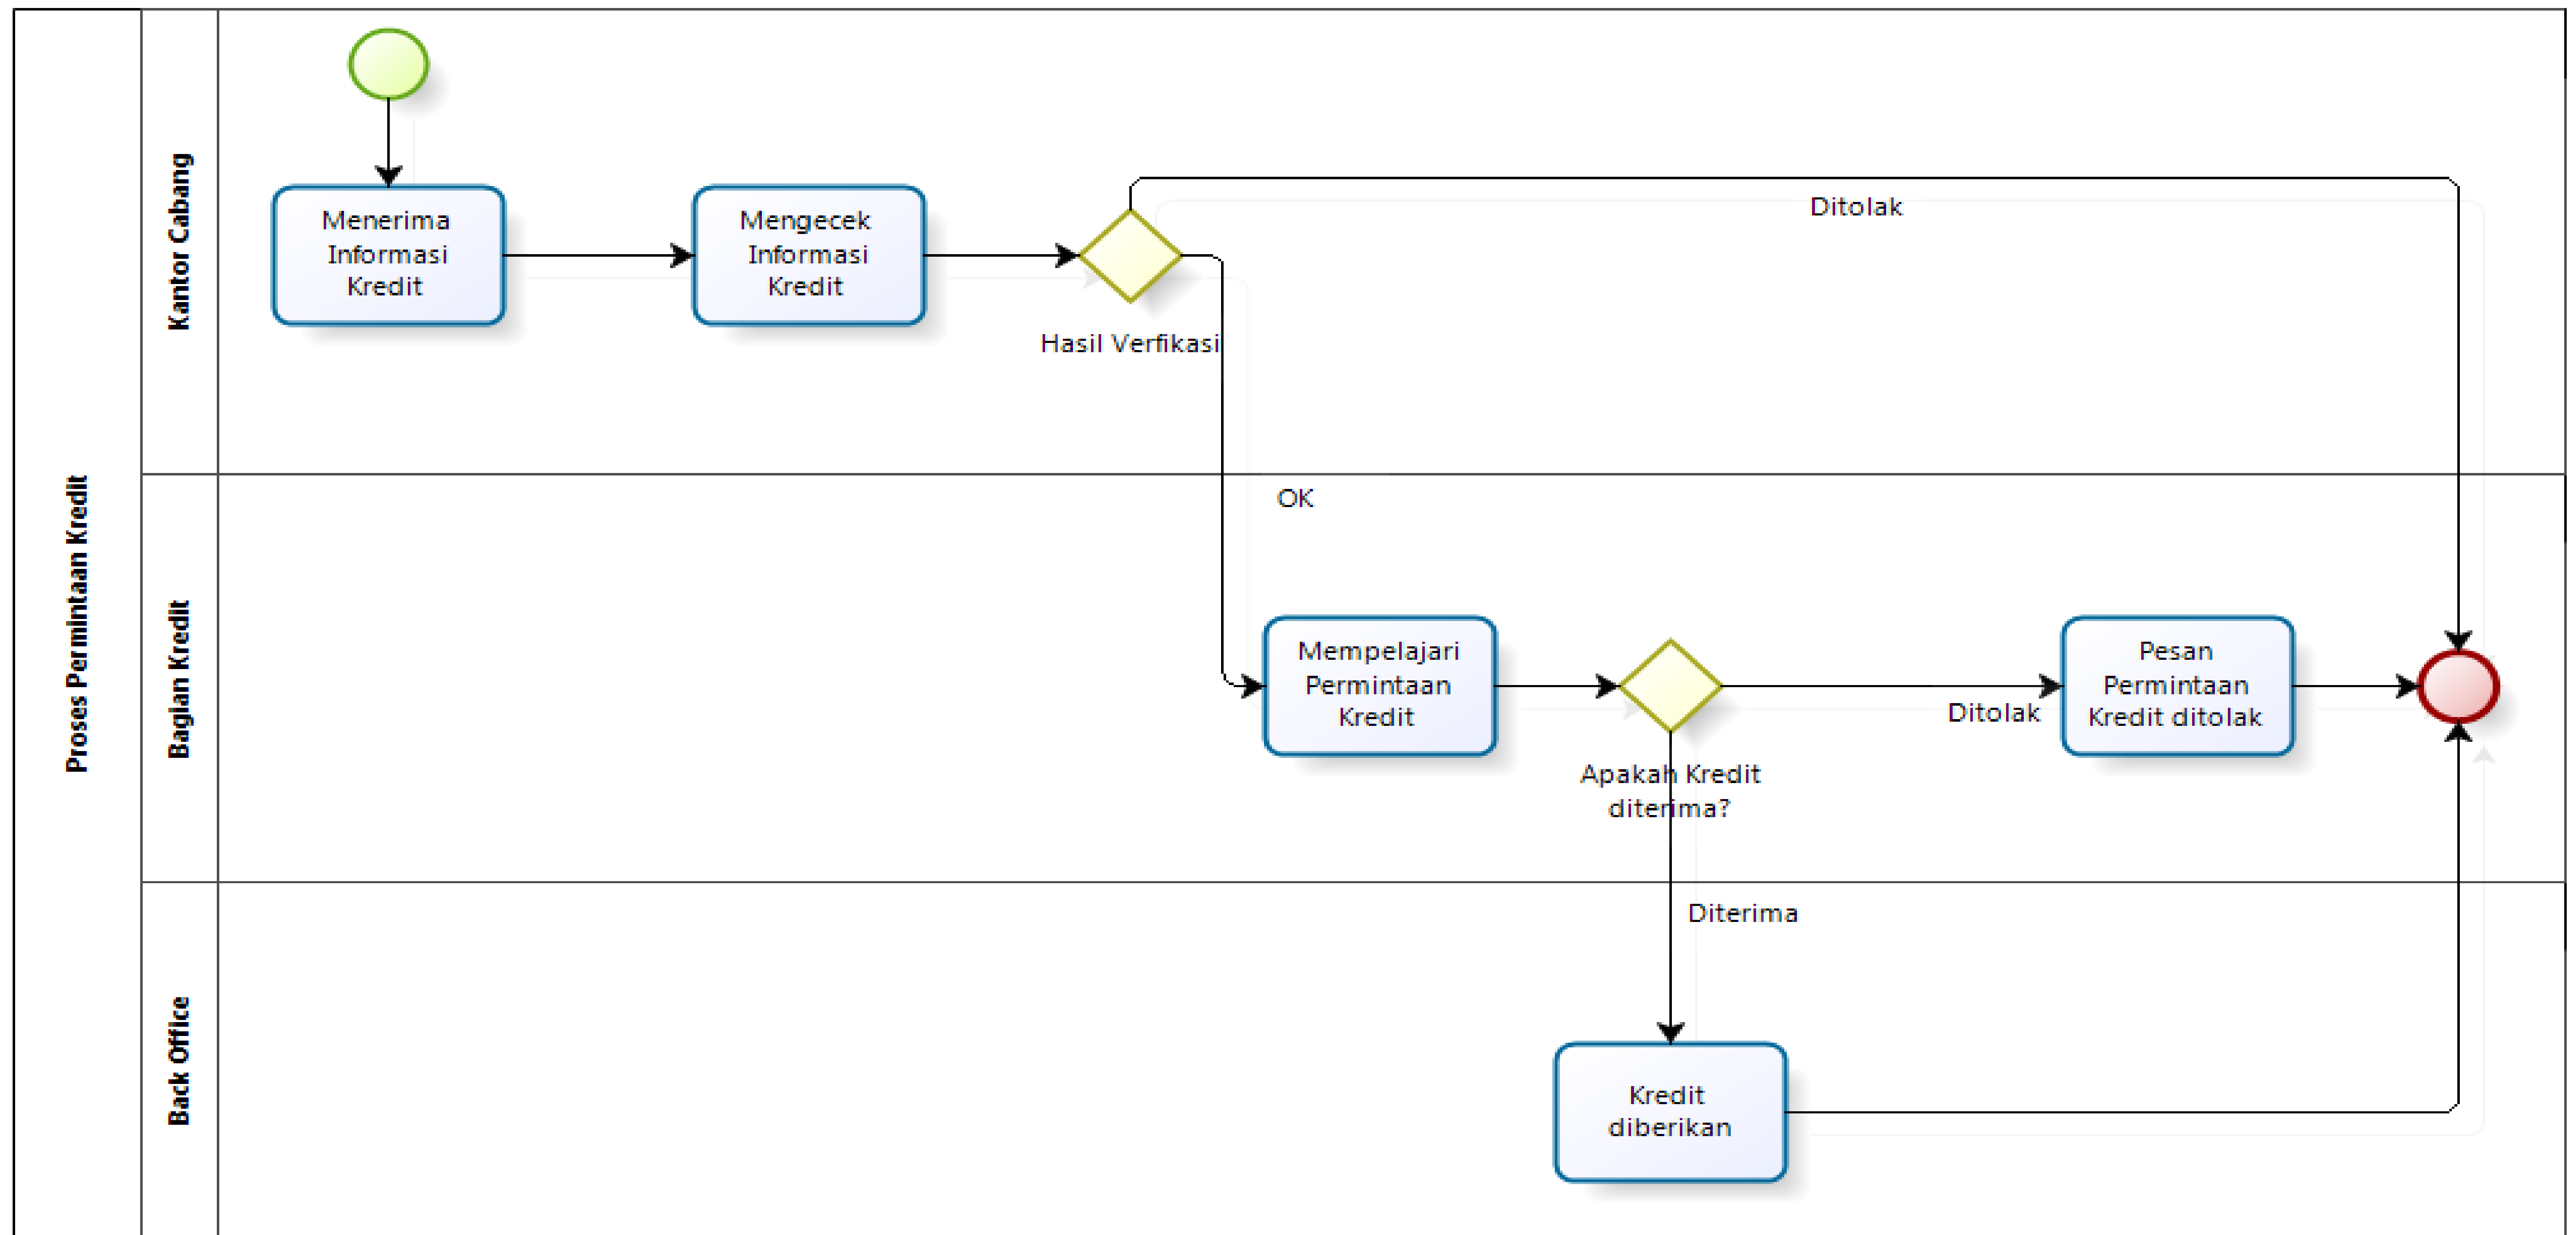 Proses Permintaan Kredit
Kantor Cabang
Menerima
Informasi
Kredit
Mengecek
Informasi
Kredit
Hasil Verfikasi
Ditolak
OK
Bagian Kredit
Mempelajari
Permintaan
Kredit
Apakah Kredit
diterima?
Ditolak
Pesan
Permintaan
Kredit ditolak
Diterima
Back Office
Kredit
diberikan